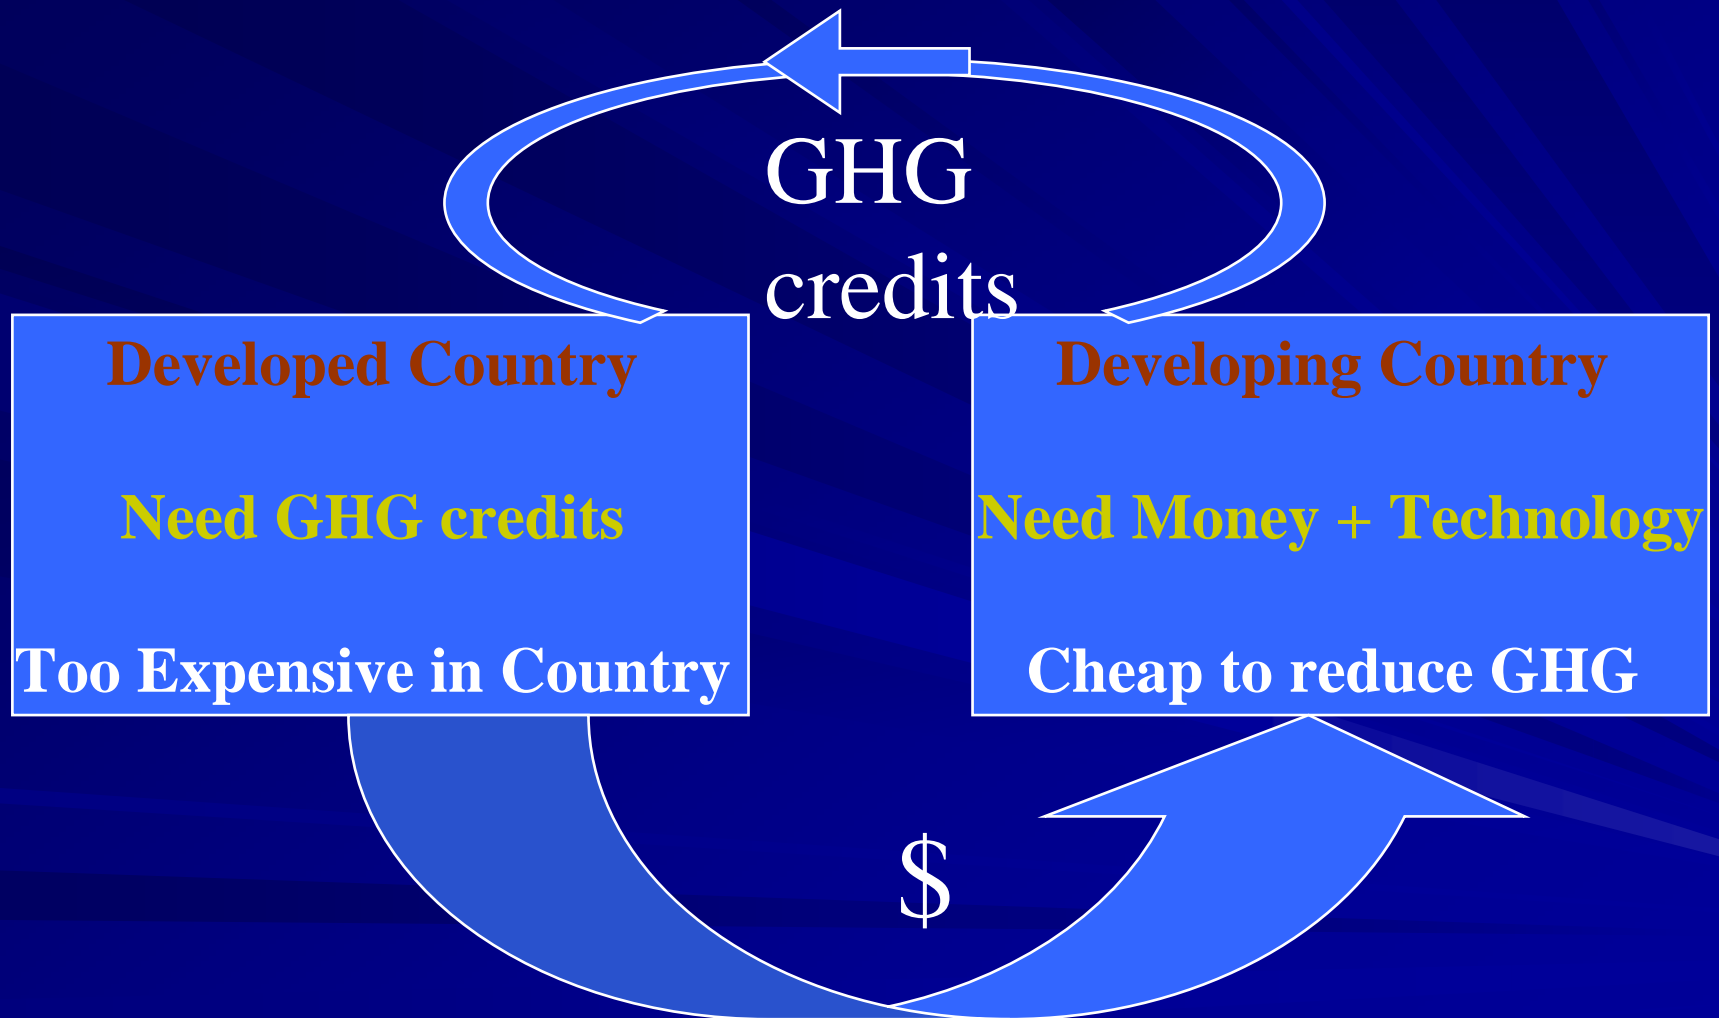 GHG
credits
Developed Country
Need GHG credits
Too Expensive in Country
Developing Country
Need Money + Technology
Cheap to reduce GHG
$